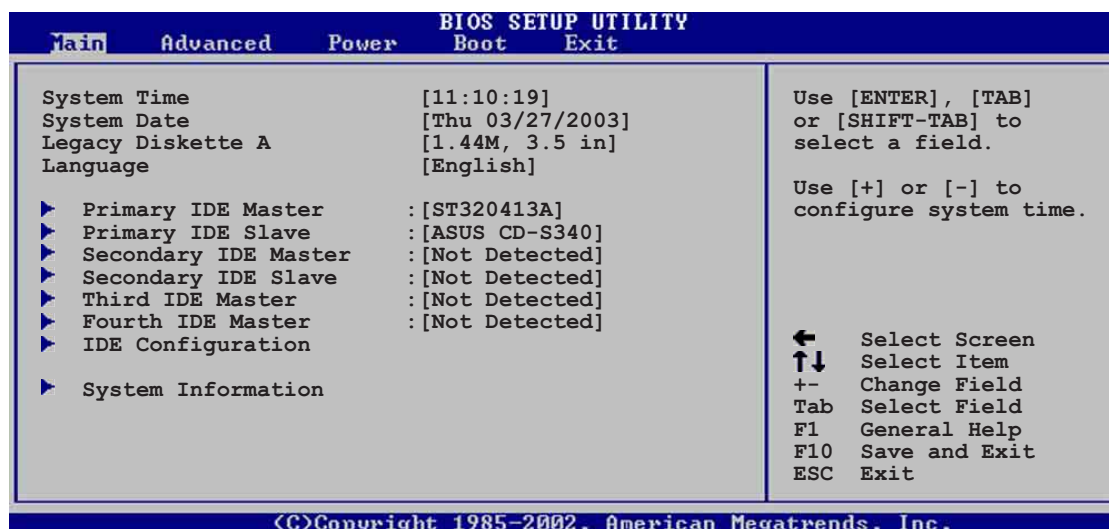 BIOS SETUP UTILITY
Main Advanced Power Boot Exit
System Time [11:10:19]
System Date [Thu 03/27/2003]
Legacy Diskette A [1.44M, 3.5 in]
Language [English]
Primary IDE Master :[ST320413A]
Primary IDE Slave :[ASUS CD-S340]
Secondary IDE Master :[Not Detected]
Secondary IDE Slave :[Not Detected]
Third IDE Master :[Not Detected]
Fourth IDE Master :[Not Detected]
IDE Configuration
System Information
Use [ENTER], [TAB]
or [SHIFT-TAB] to
select a field.
Use [+] or [-] to
configure system time.
← Select Screen
↑↓ Select Item
+- Change Field
Tab Select Field
F1 General Help
F10 Save and Exit
ESC Exit
(C)Copyright 1985-2002, American Megatrends, Inc.